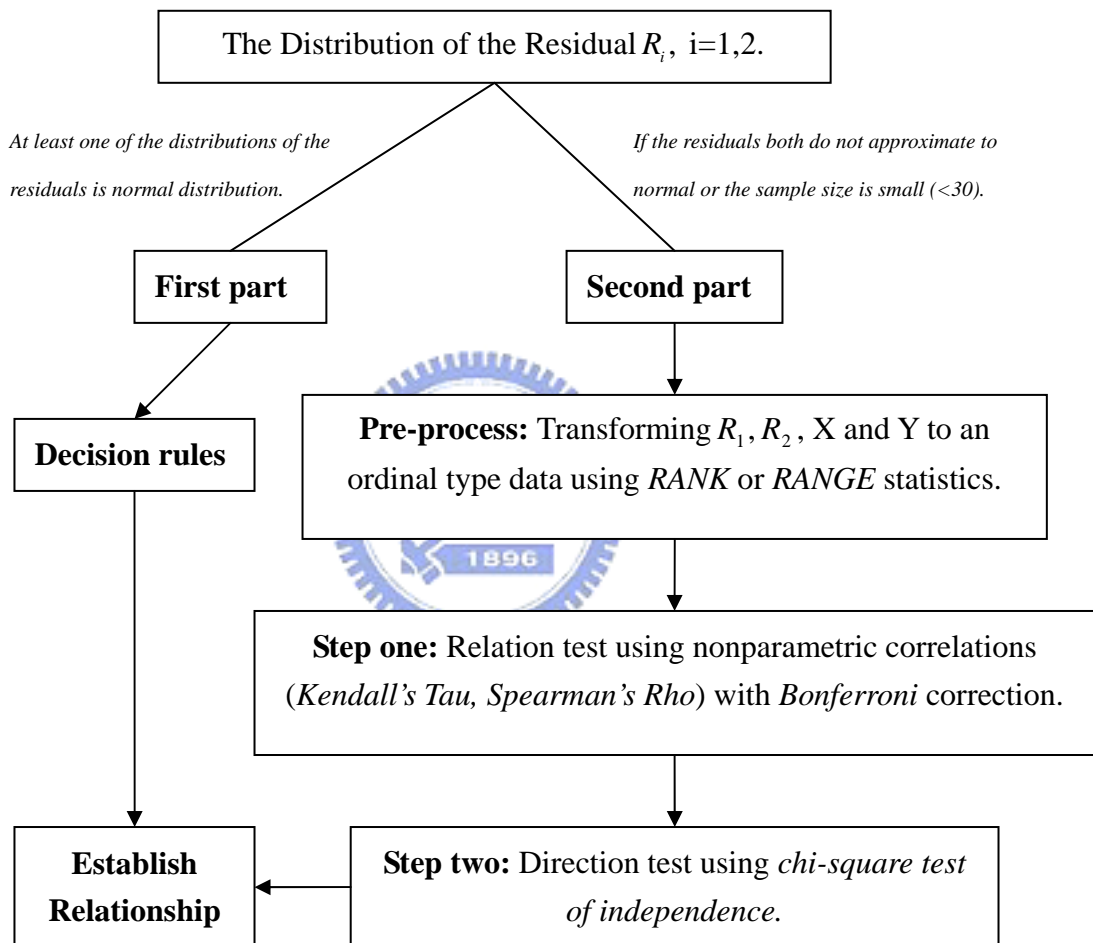 The Distribution of the Residual R_i, i=1,2.
At least one of the distributions of the
residuals is normal distribution.
If the residuals both do not approximate to
normal or the sample size is small (<30).
First part
Second part
Decision rules
Pre-process: Transforming R_1, R_2, X and Y to an
ordinal type data using RANK or RANGE statistics.
1896
Step one: Relation test using nonparametric correlations
(Kendall's Tau, Spearman's Rho) with Bonferroni correction.
Establish
Relationship
Step two: Direction test using chi-square test
of independence.